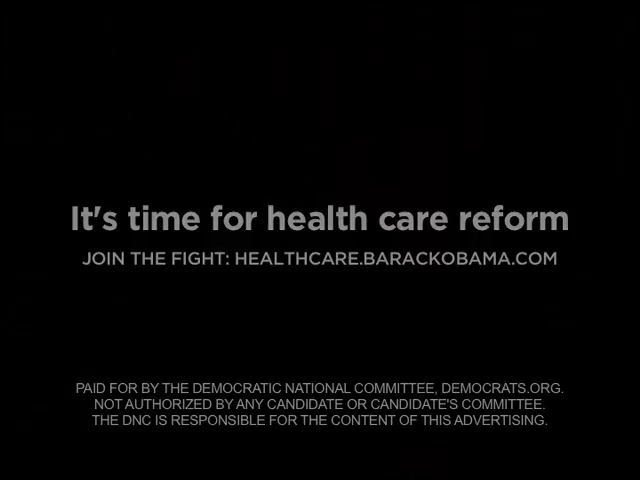 It's time for health care reform
JOIN THE FIGHT: HEALTHCARE.BARACKOBAMA.COM
PAID FOR BY THE DEMOCRATIC NATIONAL COMMITTEE, DEMOCRATS.ORG.
NOT AUTHORIZED BY ANY CANDIDATE OR CANDIDATE'S COMMITTEE.
THE DNC IS RESPONSIBLE FOR THE CONTENT OF THIS ADVERTISING.